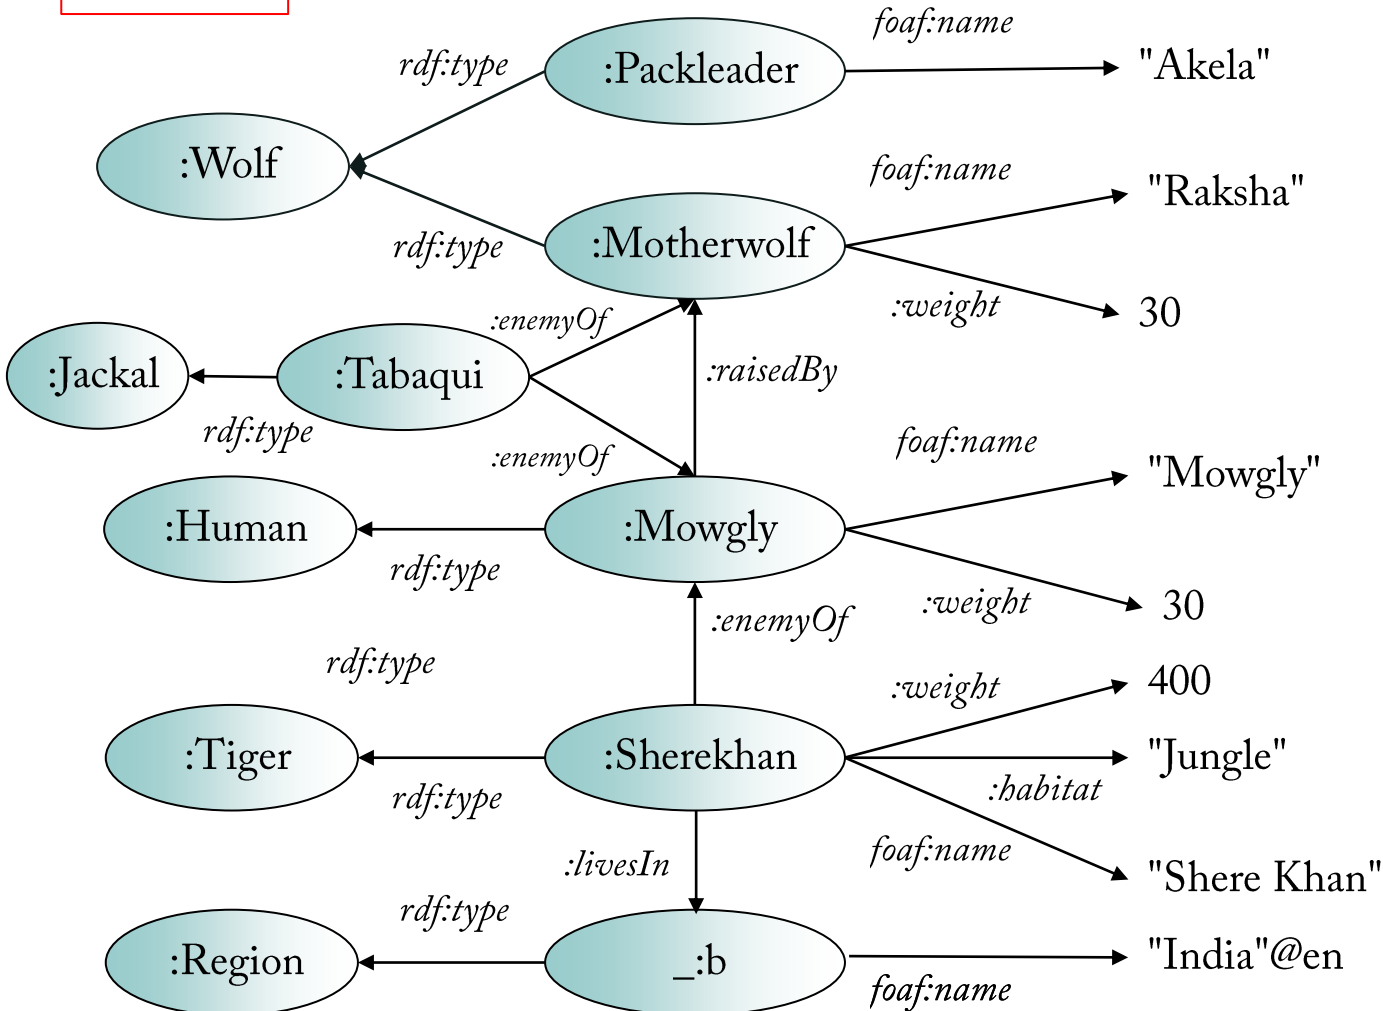 foaf:name
rdf:type
:Packleader
"Akela"
:Wolf
foaf:name
"Raksha"
rdf:type
:Motherwolf
:weight
30
:enemyOf
:Jackal
:Tabaqui
:raisedBy
rdf:type
:enemyOf
foaf:name
"Mowgly"
:Human
:Mowgly
rdf:type
:weight
30
:enemyOf
rdf:type
:weight
400
:Tiger
:Sherekhan
"Jungle"
rdf:type
:habitat
:livesIn
foaf:name
"Shere Khan"
rdf:type
:Region
_:b
"India"@en
foaf:name